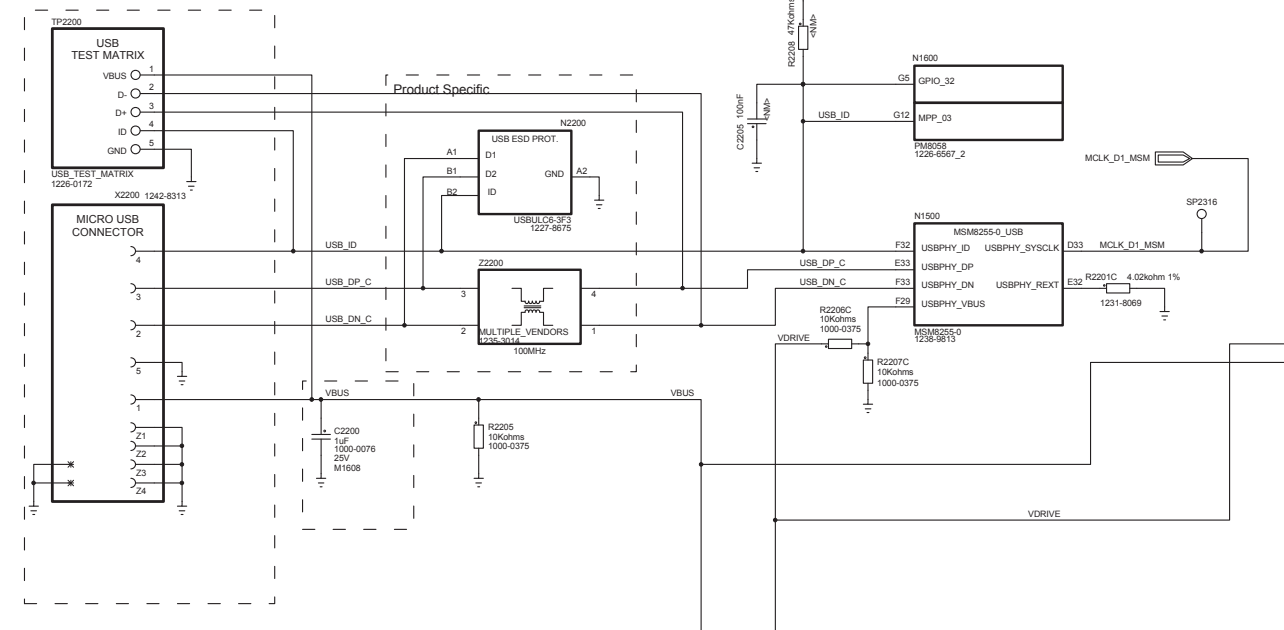 TP2200
USB
TEST MATRIX
VBUS 1
D- 2
D+ 3
ID 4
GND 5
USB_TEST_MATRIX
1226-0172
X2200 1242-8313
MICRO USB
CONNECTOR
4
3
2
5
1
Z1
Z2
Z3
Z4
USB_ID
USB_DP_C
USB_DN_C
VBUS
C2200
1uF
1000-0076
25V
M1608
R2205
10Kohms
1000-0375
VBUS
Product Specific
N2200
USB ESD PROT.
A1 D1
B1 D2
B2 ID
GND A2
USBULC6-3F3
1227-8675
Z2200
3
4
2
1
MULTIPLE_VENDORS
1235-3014
100MHz
R2208 47Kohms
<NM>
C2205 100nF
<NM>
USB_ID
N1600
G5 GPIO_32
G12 MPP_03
PM8058
1226-6567_2
MCLK_D1_MSM
SP2316
N1500
MSM8255-0_USB
F32 USBPHY_ID USBPHY_SYSCLK D33 MCLK_D1_MSM
USB_DP_C E33 USBPHY_DP
USB_DN_C F33 USBPHY_DN USBPHY_REXT E32
F29 USBPHY_VBUS
MSM8255-0
1238-9813
R2201C 4.02kohm 1%
1231-8069
R2206C
10Kohms
1000-0375
VDRIVE
R2207C
10Kohms
1000-0375
VDRIVE